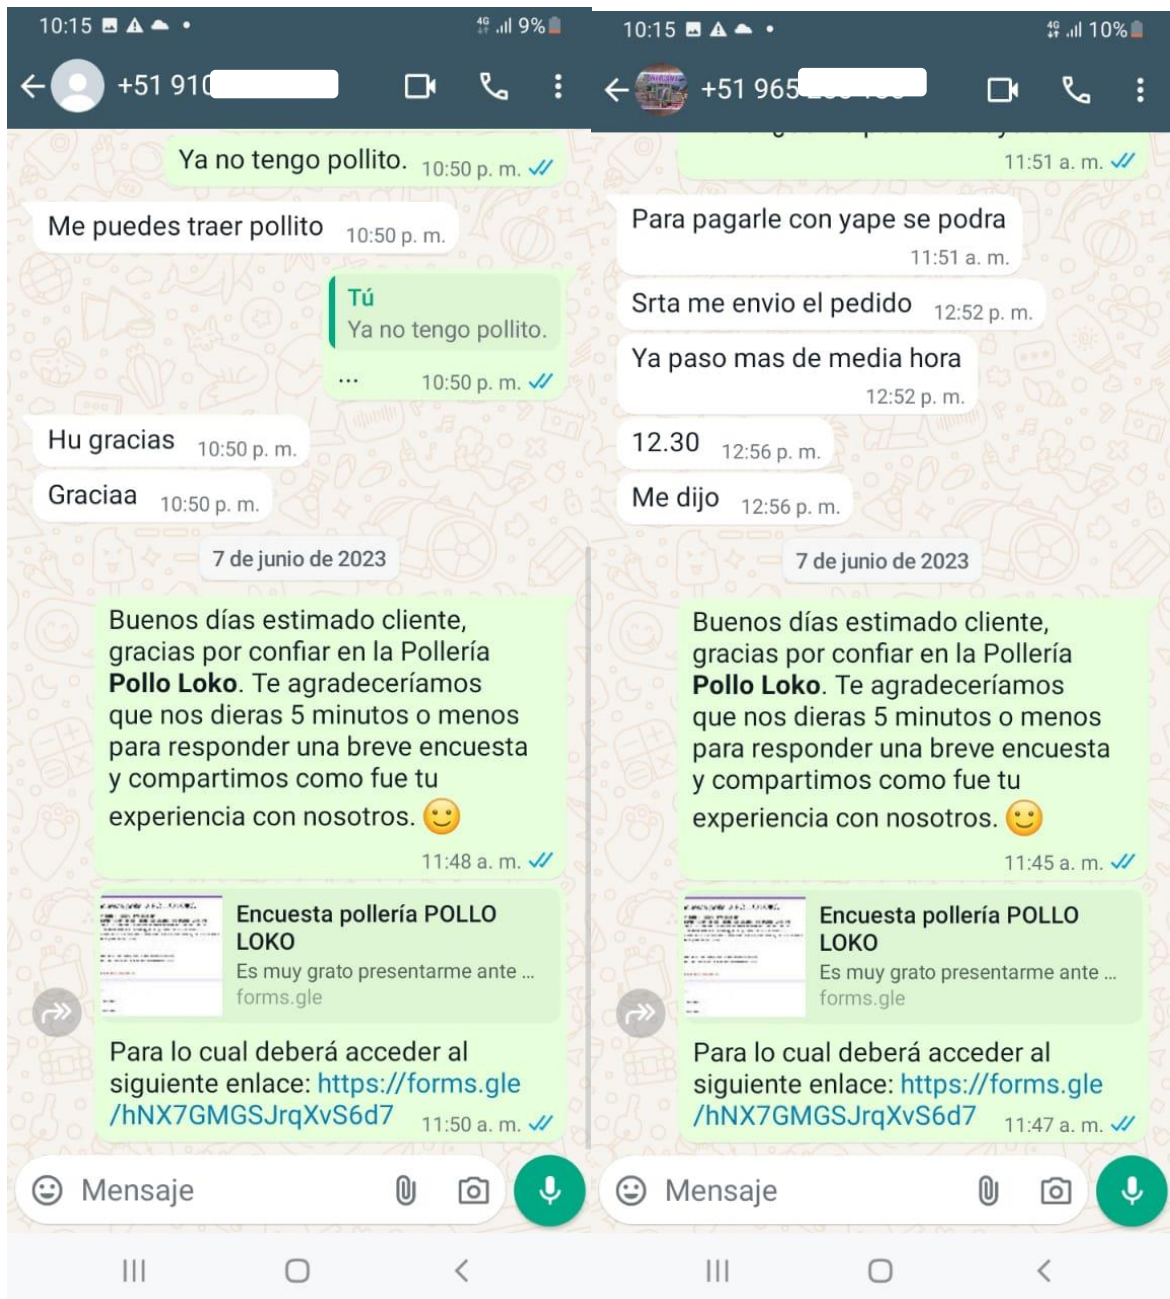 10:15
4G
9%
+51 910
Ya no tengo pollito.
10:50 p. m.
Me puedes traer pollito
10:50 p. m.
Tú
Ya no tengo pollito.
...
10:50 p. m.
Hu gracias
10:50 p. m.
Graciaa
10:50 p. m.
7 de junio de 2023
Buenos días estimado cliente,
gracias por confiar en la Pollería
Pollo Loko. Te agradeceríamos
que nos dieras 5 minutos o menos
para responder una breve encuesta
y compartimos como fue tu
experiencia con nosotros. 🙂
11:48 a. m.
Encuesta pollería POLLO
LOKO
Es muy grato presentarme ante ...
forms.gle
Para lo cual deberá acceder al
siguiente enlace: https://forms.gle
/hNX7GMGSJrqXvS6d7
11:50 a. m.
Mensaje
10:15
4G
10%
+51 965
11:51 a. m.
Para pagarle con yape se podra
11:51 a. m.
Srta me envio el pedido
12:52 p. m.
Ya paso mas de media hora
12:52 p. m.
12.30
12:56 p. m.
Me dijo
12:56 p. m.
7 de junio de 2023
Buenos días estimado cliente,
gracias por confiar en la Pollería
Pollo Loko. Te agradeceríamos
que nos dieras 5 minutos o menos
para responder una breve encuesta
y compartimos como fue tu
experiencia con nosotros. 🙂
11:45 a. m.
Encuesta pollería POLLO
LOKO
Es muy grato presentarme ante ...
forms.gle
Para lo cual deberá acceder al
siguiente enlace: https://forms.gle
/hNX7GMGSJrqXvS6d7
11:47 a. m.
Mensaje